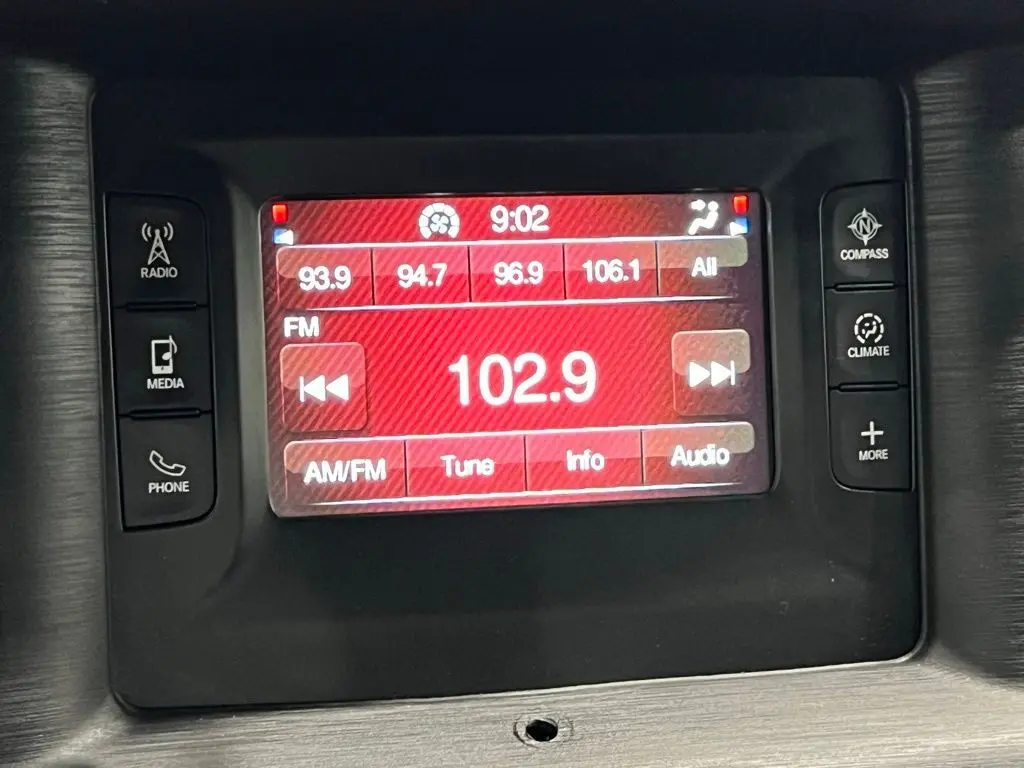 9:02
93.9 94.7 96.9 106.1 All
FM
102.9
AM/FM Tune Info Audio
RADIO
MEDIA
PHONE
N
COMPASS
CLIMATE
MORE